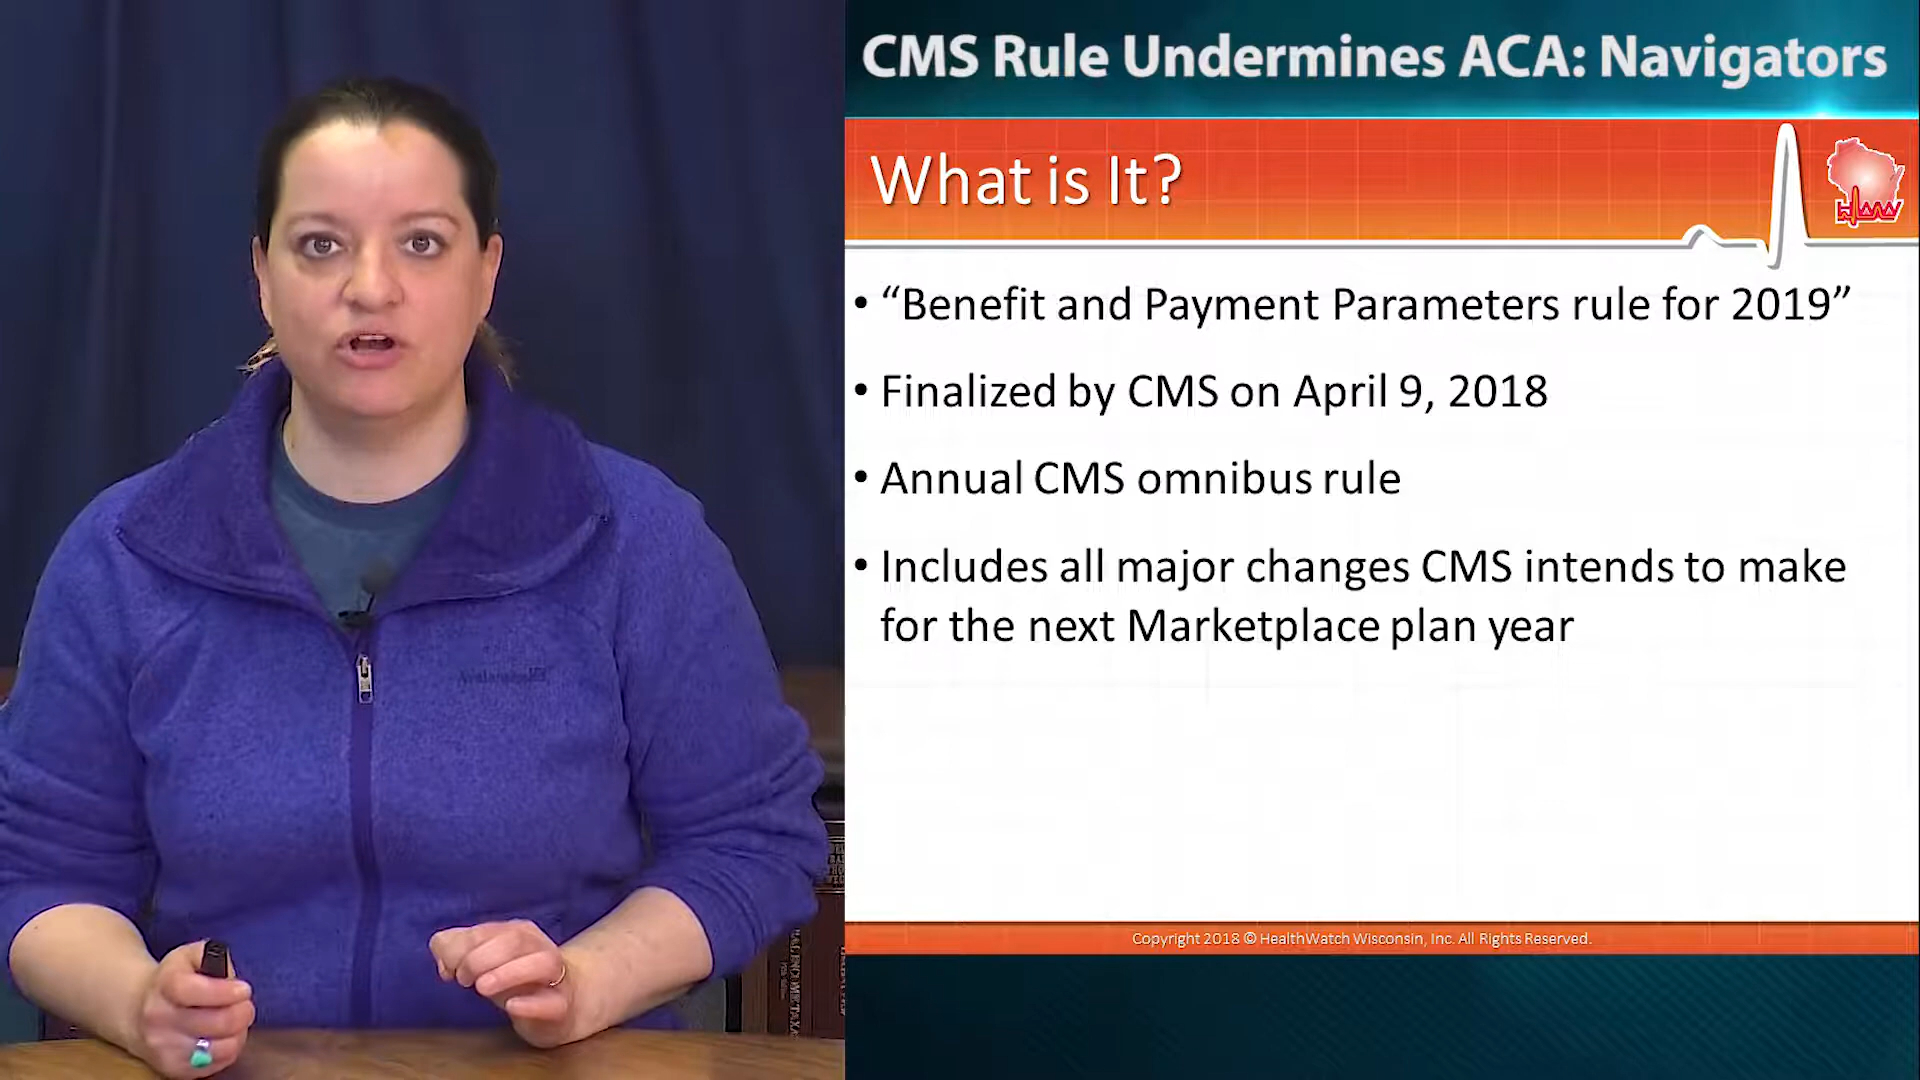 CMS Rule Undermines ACA: Navigators
What is It?
• “Benefit and Payment Parameters rule for 2019”
• Finalized by CMS on April 9, 2018
• Annual CMS omnibus rule
• Includes all major changes CMS intends to make
for the next Marketplace plan year
Copyright 2018 © HealthWatch Wisconsin, Inc. All Rights Reserved.